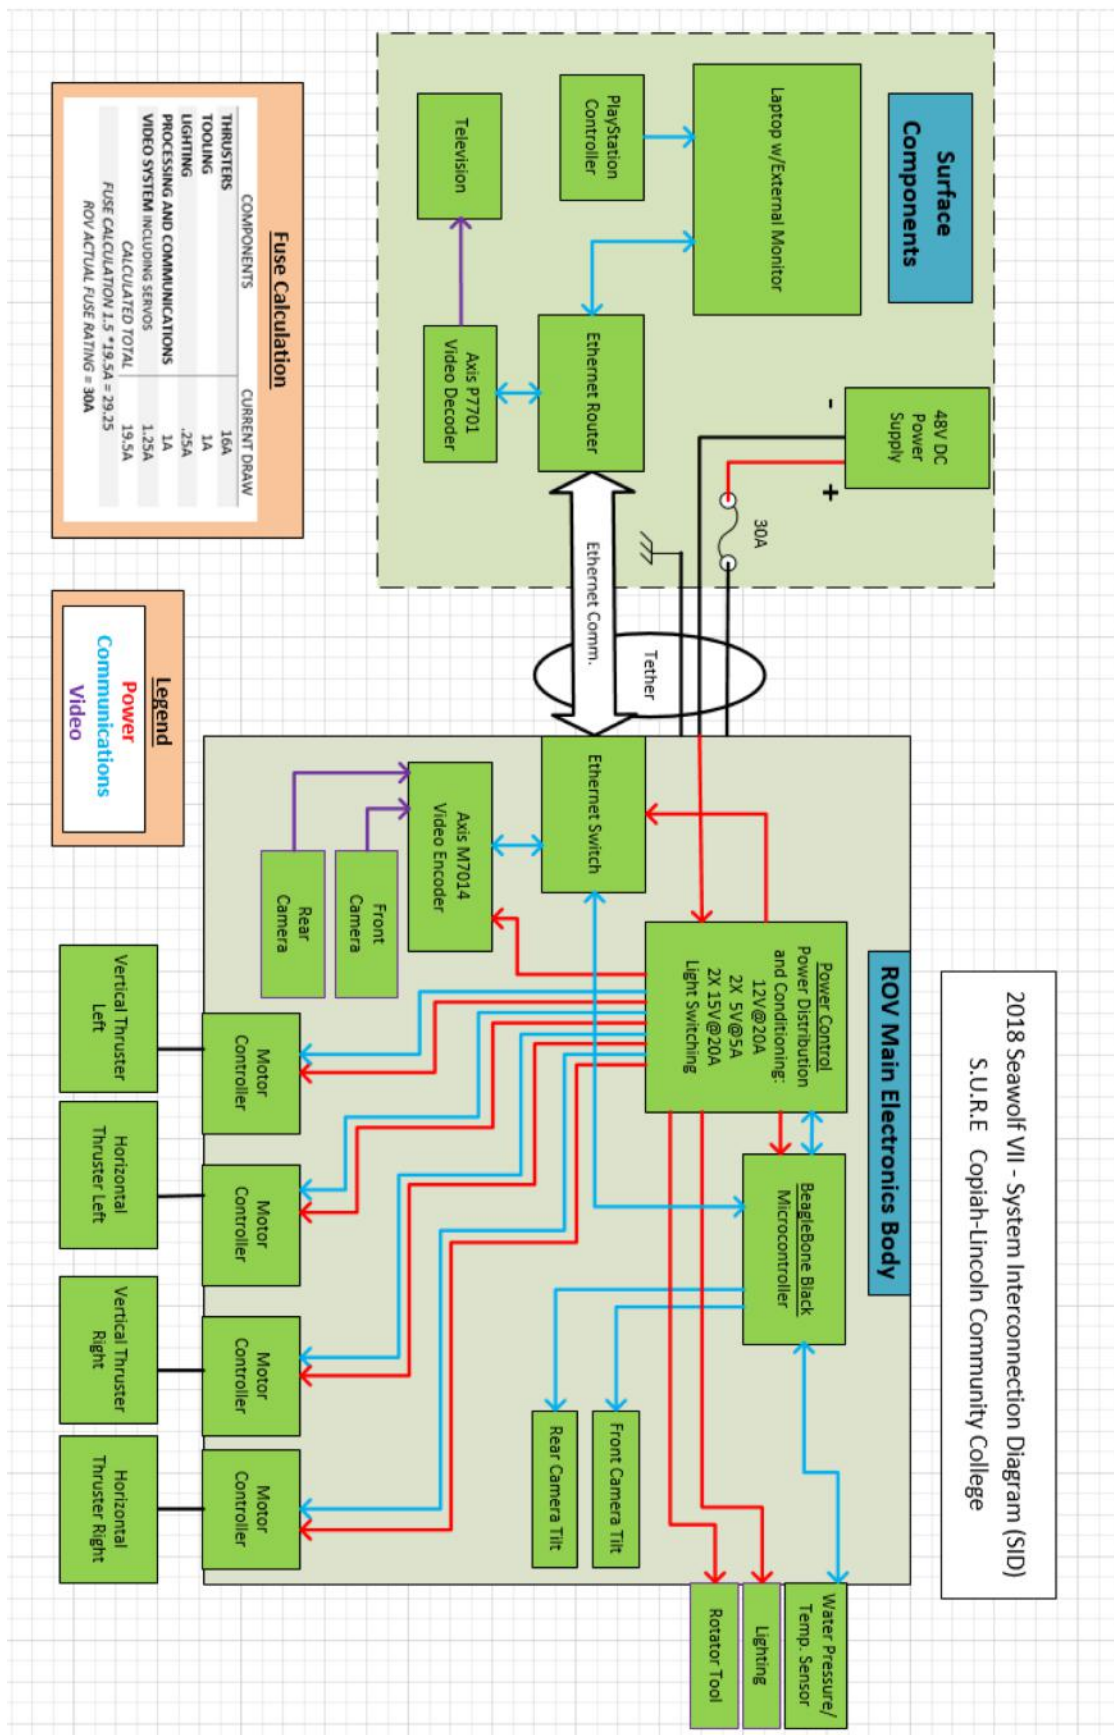 2018 Seawolf VII - System Interconnection Diagram (SID)
S.U.R.E Copiah-Lincoln Community College
Surface
Components
Laptop w/External Monitor
PlayStation
Controller
Television
48V DC
Power
Supply
-
+
30A
Ethernet Router
Axis P7701
Video Decoder
Ethernet Comm.
Tether
ROV Main Electronics Body
Power Control
Power Distribution
and Conditioning:
12V@20A
2X 5V@5A
2X 15V@20A
Light Switching
BeagleBone Black
Microcontroller
Ethernet Switch
Axis M7014
Video Encoder
Front
Camera
Rear
Camera
Front Camera Tilt
Rear Camera Tilt
Water Pressure/
Temp. Sensor
Lighting
Rotator Tool
Motor
Controller
Motor
Controller
Motor
Controller
Motor
Controller
Vertical Thruster
Left
Horizontal
Thruster Left
Vertical Thruster
Right
Horizontal
Thruster Right
Fuse Calculation
COMPONENTS CURRENT DRAW
THRUSTERS 16A
TOOLING 1A
LIGHTING .25A
PROCESSING AND COMMUNICATIONS 1A
VIDEO SYSTEM INCLUDING SERVOS 1.25A
CALCULATED TOTAL 19.5A
FUSE CALCULATION 1.5 *19.5A = 29.25
ROV ACTUAL FUSE RATING = 30A
Legend
Power
Communications
Video